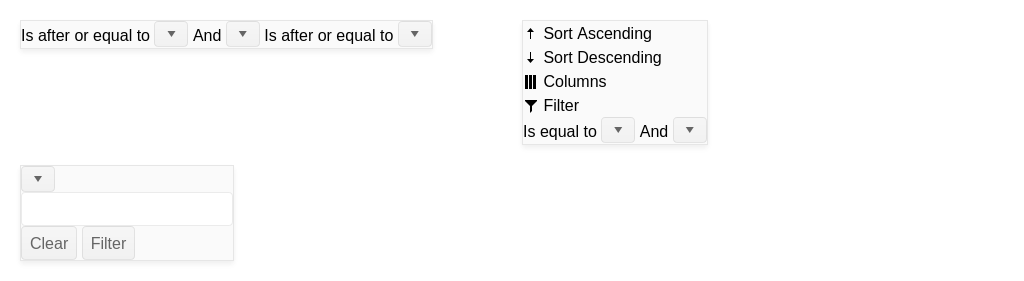 Is after or equal to And Is after or equal to
Sort Ascending
Sort Descending
Columns
Filter
Is equal to And
Clear Filter